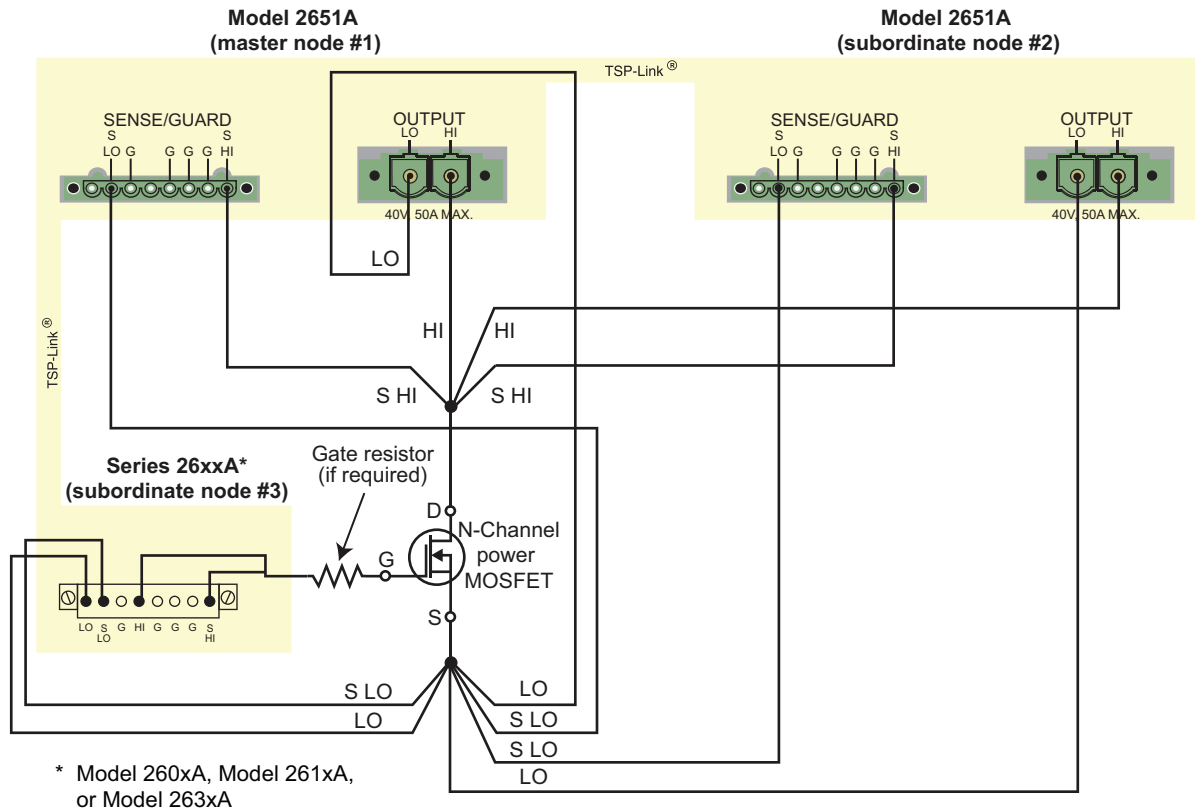 Model 2651A
(master node #1)
Model 2651A
(subordinate node #2)
TSP-Link ®
SENSE/GUARD
S S
LO G G G G HI
OUTPUT
LO HI
40V, 50A MAX.
SENSE/GUARD
S S
LO G G G G HI
OUTPUT
LO HI
40V, 50A MAX.
LO
TSP-Link ®
HI HI
S HI S HI
Series 26xxA*
(subordinate node #3)
Gate resistor
(if required)
D
N-Channel
power
MOSFET
G
S
LO S G HI G G G S
LO HI
S LO
LO
LO
S LO
S LO
LO
* Model 260xA, Model 261xA,
or Model 263xA